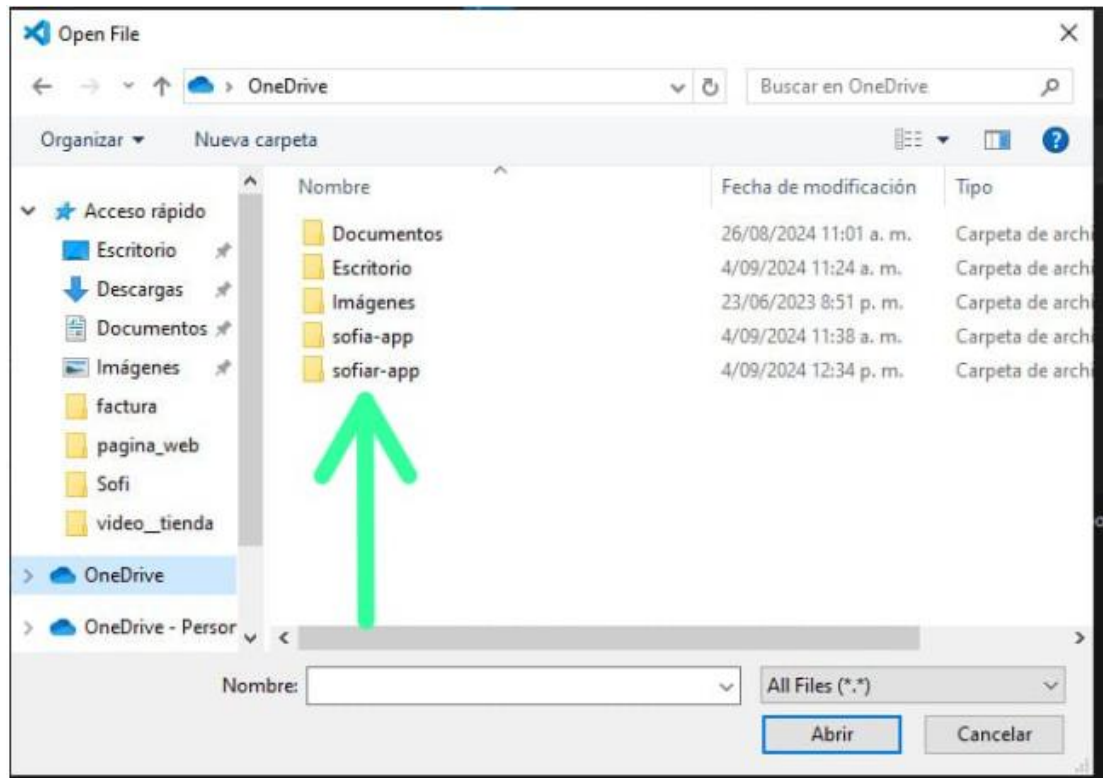 Open File
OneDrive
Buscar en OneDrive
Organizar
Nueva carpeta
Acceso rápido
Escritorio
Descargas
Documentos
Imágenes
factura
pagina_web
Sofi
video__tienda
OneDrive
OneDrive - Person
Nombre Fecha de modificación Tipo
Documentos 26/08/2024 11:01 a. m. Carpeta de archi
Escritorio 4/09/2024 11:24 a. m. Carpeta de archi
Imágenes 23/06/2023 8:51 p. m. Carpeta de archi
sofia-app 4/09/2024 11:38 a. m. Carpeta de archi
sofiar-app 4/09/2024 12:34 p. m. Carpeta de archi
Nombre:
All Files (*.*)
Abrir
Cancelar